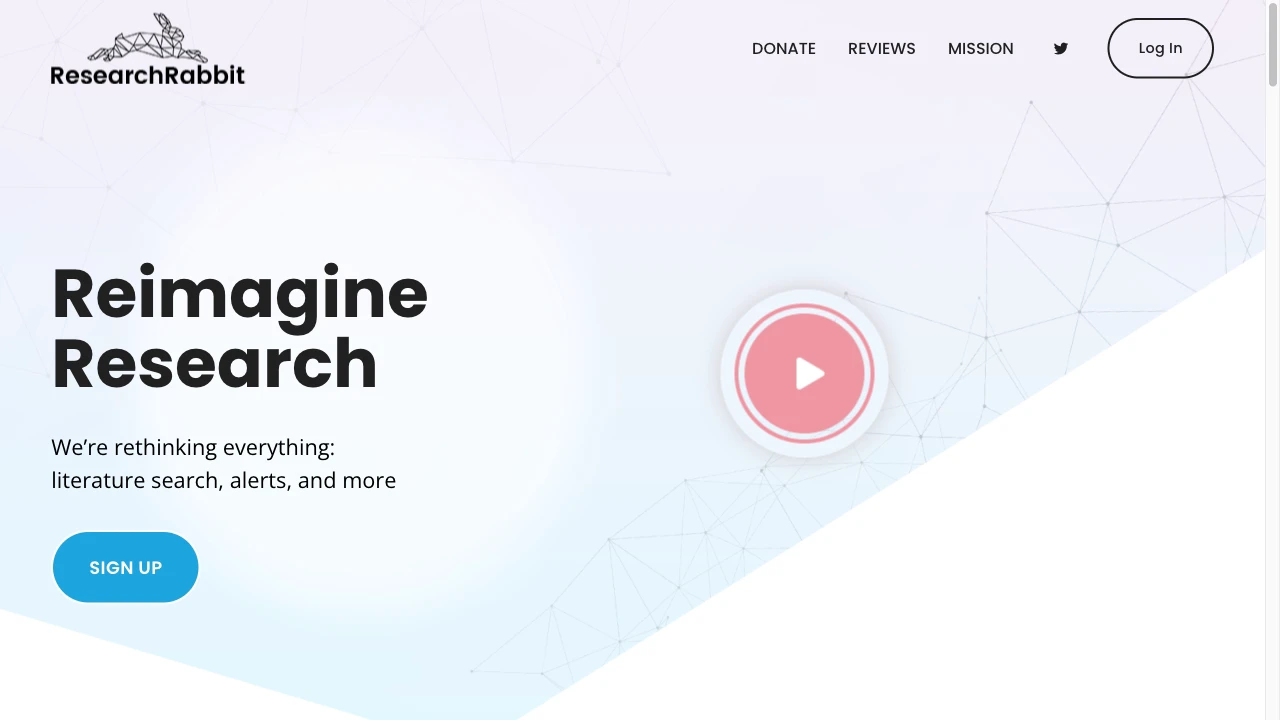 ResearchRabbit
DONATE
REVIEWS
MISSION
Log In
Reimagine
Research
We’re rethinking everything:
literature search, alerts, and more
SIGN UP